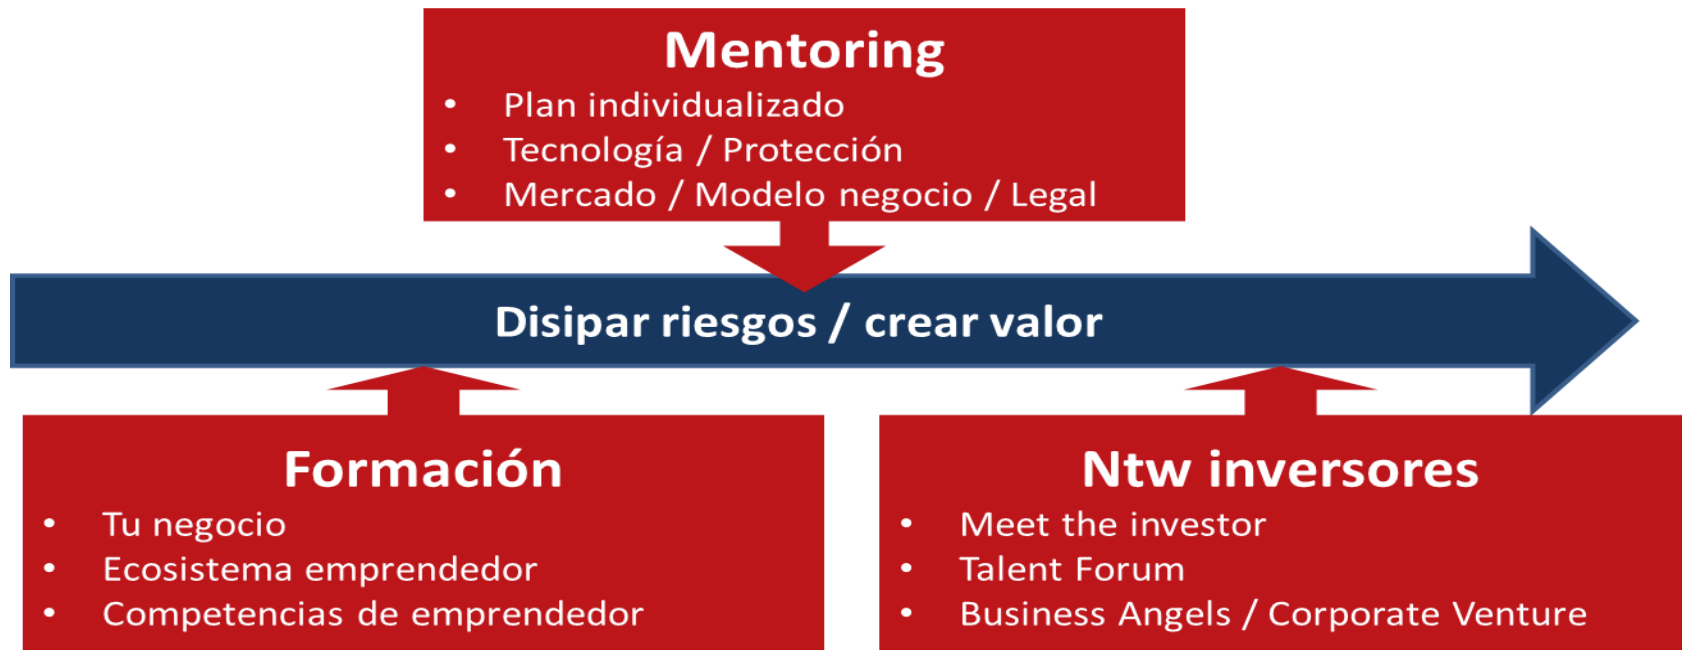 Mentoring
• Plan individualizado
• Tecnología / Protección
• Mercado / Modelo negocio / Legal
Disipar riesgos / crear valor
Formación
• Tu negocio
• Ecosistema emprendedor
• Competencias de emprendedor
Ntw inversores
• Meet the investor
• Talent Forum
• Business Angels / Corporate Venture